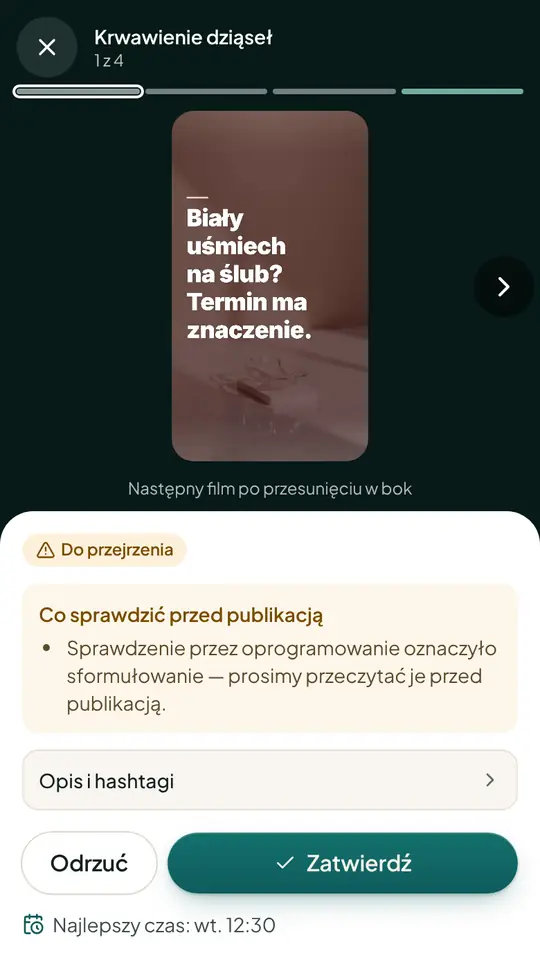 Krwawienie dziąseł
1 z 4
Biały
uśmiech
na ślub?
Termin ma
znaczenie.
Następny film po przesunięciu w bok
Do przejrzenia
Co sprawdzić przed publikacją
• Sprawdzenie przez oprogramowanie oznaczyło
sformułowanie — prosimy przeczytać je przed
publikacją.
Opis i hashtagi
Odrzuć
Zatwierdź
Najlepszy czas: wt. 12:30